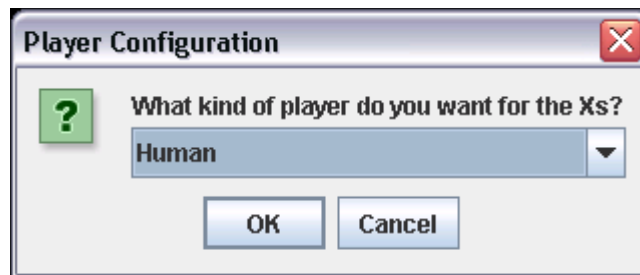 Player Configuration
?
What kind of player do you want for the Xs?
Human
OK Cancel